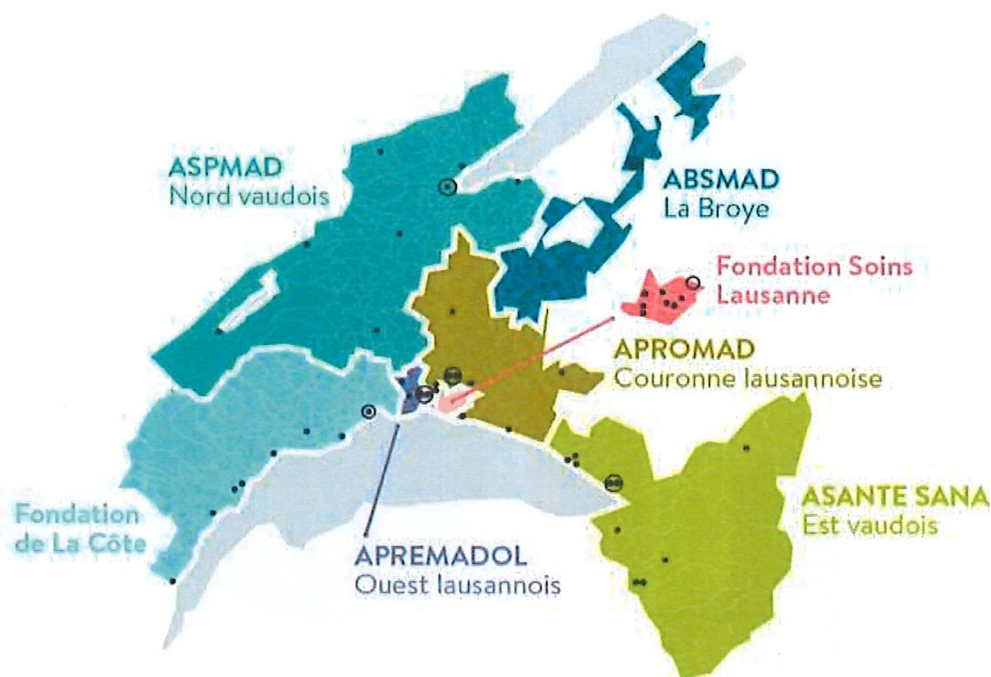 ASPMAD
Nord vaudois
ABSMAD
La Broye
Fondation Soins
Lausanne
APROMAD
Couronne lausannoise
ASANTE SANA
Est vaudois
Fondation
de La Côte
APREMADOL
Ouest lausannois